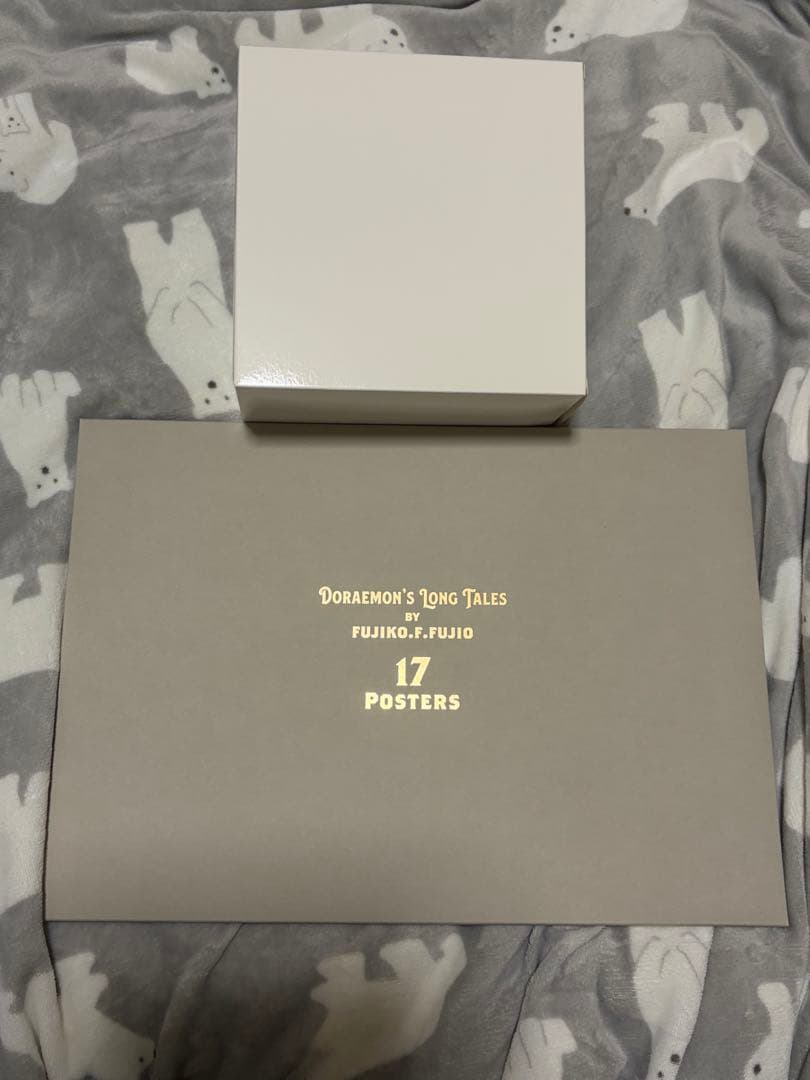 DORAEMON'S LONG TALES
BY
FUJIKO.F.FUJIO
17
POSTERS